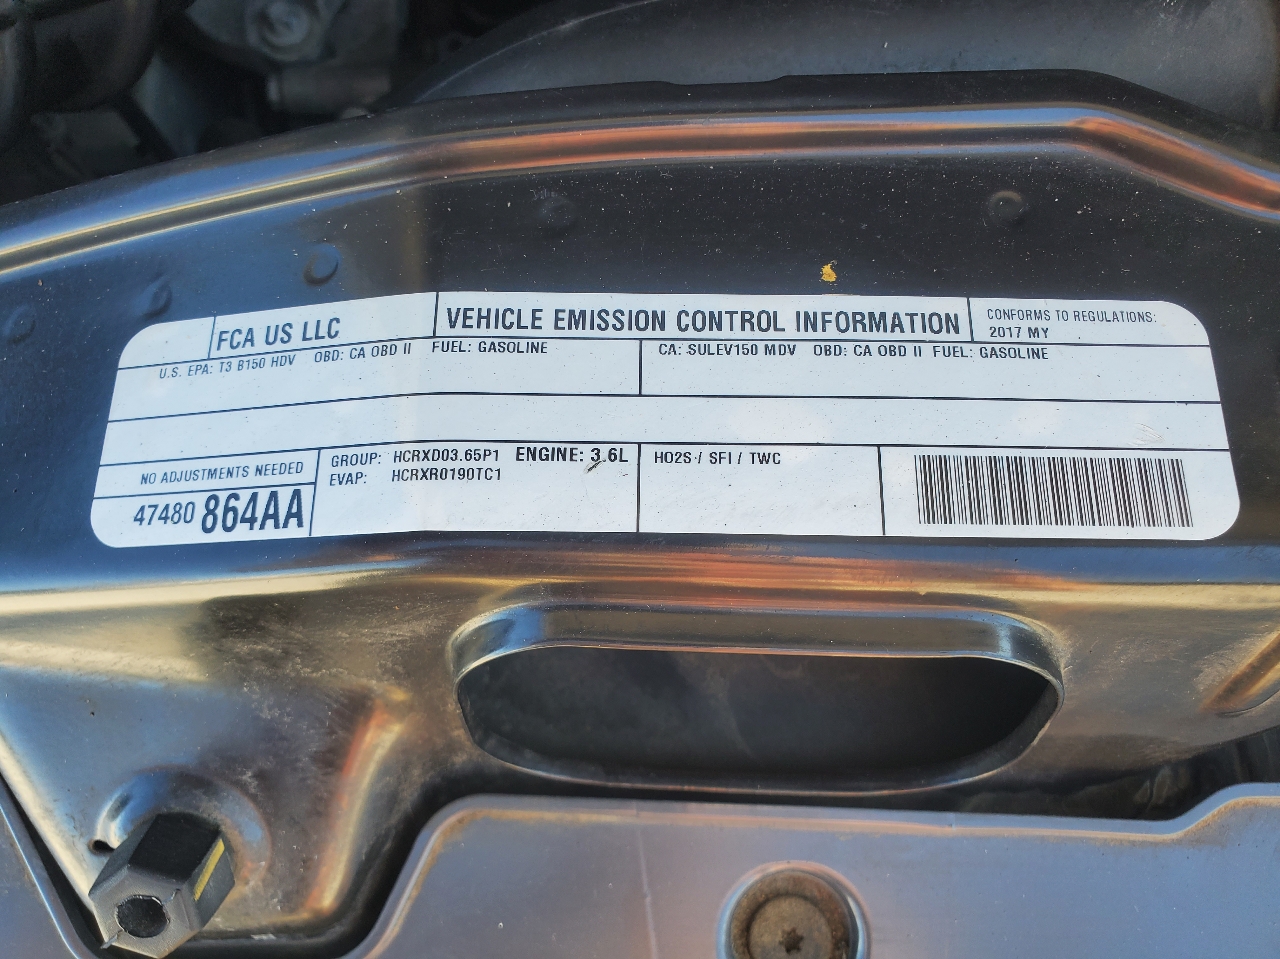 FCA US LLC
VEHICLE EMISSION CONTROL INFORMATION
CONFORMS TO REGULATIONS:
2017 MY
U.S. EPA: T3 B150 HDV OBD: CA OBD II FUEL: GASOLINE
CA: SULEV150 MDV OBD: CA OBD II FUEL: GASOLINE
NO ADJUSTMENTS NEEDED
47480 864AA
GROUP: HCRXD03.65P1 ENGINE: 3.6L
EVAP: HCRXR0190TC1
HO2S / SFI / TWC